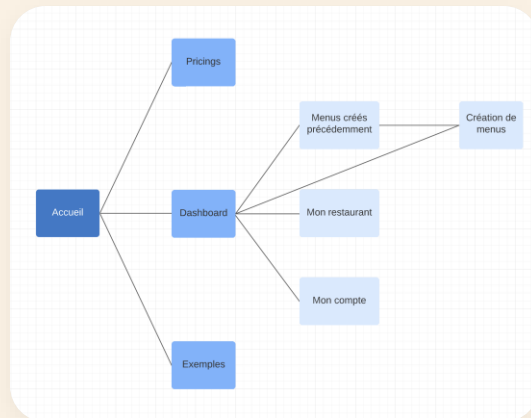 Pricings
Menus créés
précédemment
Création de
menus
Accueil
Dashboard
Mon restaurant
Mon compte
Exemples